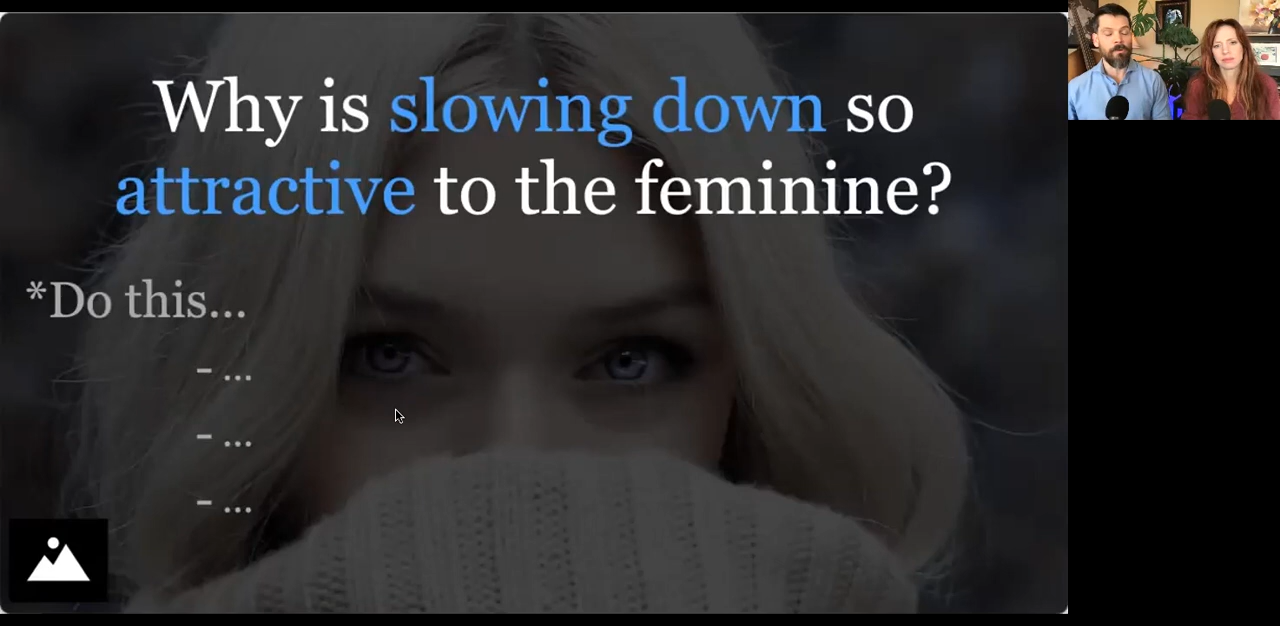 Why is slowing down so
attractive to the feminine?
*Do this...
- ...
- ...
- ...